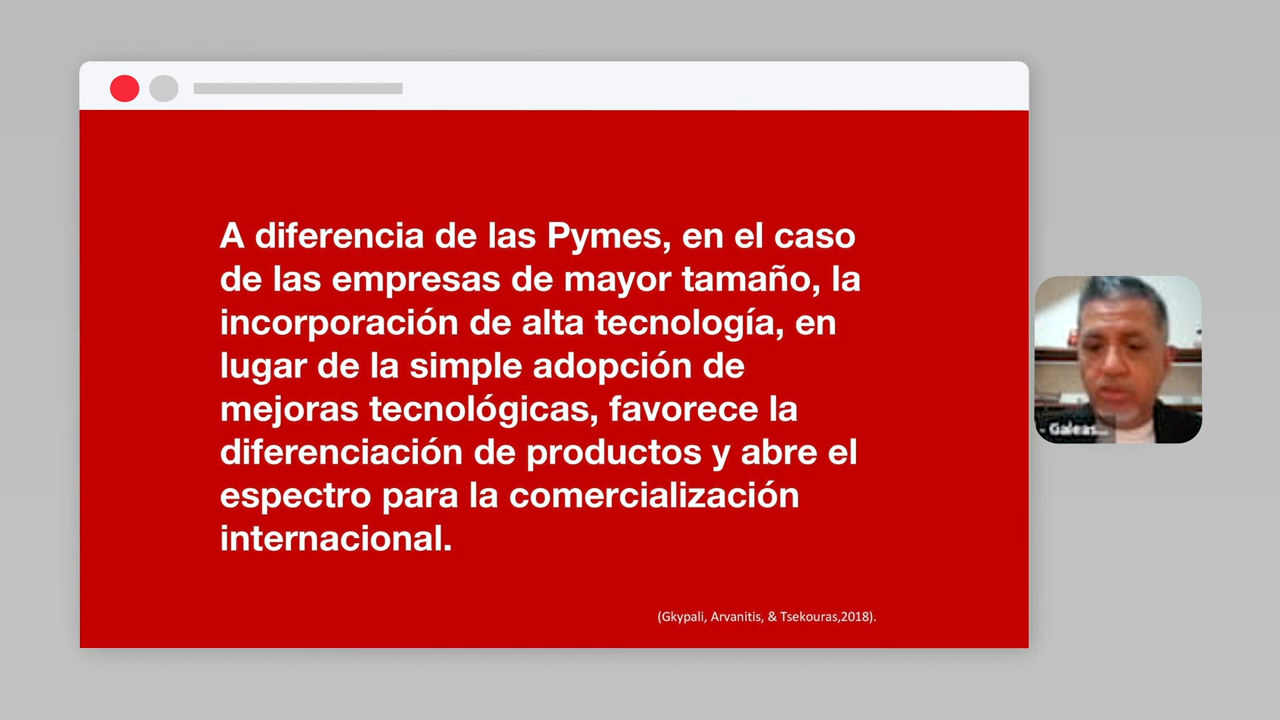 A diferencia de las Pymes, en el caso
de las empresas de mayor tamaño, la
incorporación de alta tecnología, en
lugar de la simple adopción de
mejoras tecnológicas, favorece la
diferenciación de productos y abre el
espectro para la comercialización
internacional.
(Gkypali, Arvanitis, & Tsekouras,2018).
- Galeas...